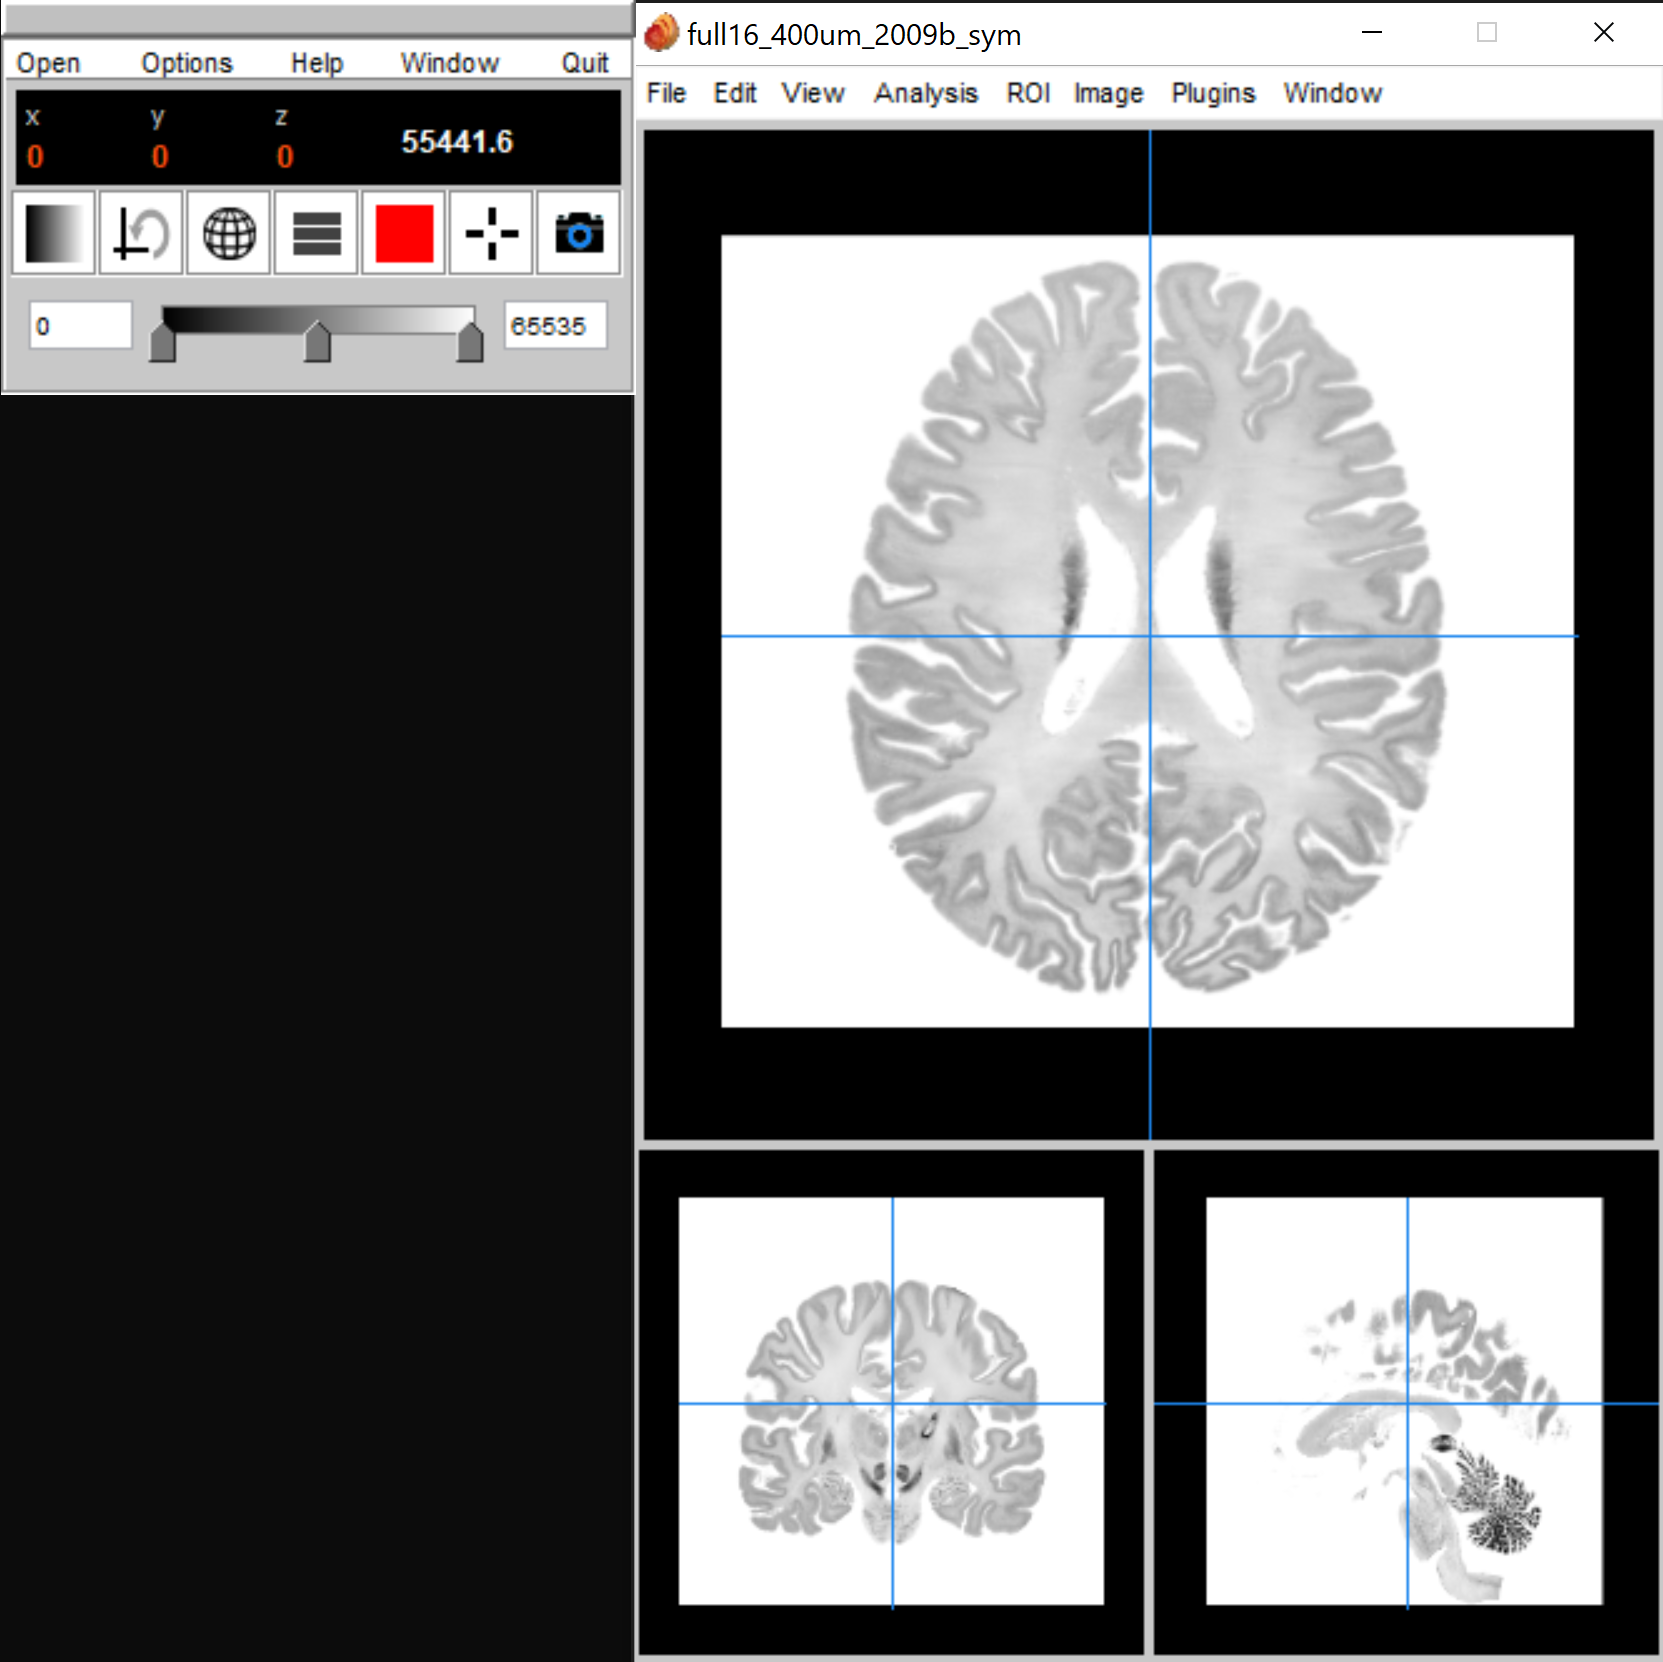 Open Options Help Window Quit
x y z
0 0 0 55441.6
0 65535
full16_400um_2009b_sym
File Edit View Analysis ROI Image Plugins Window